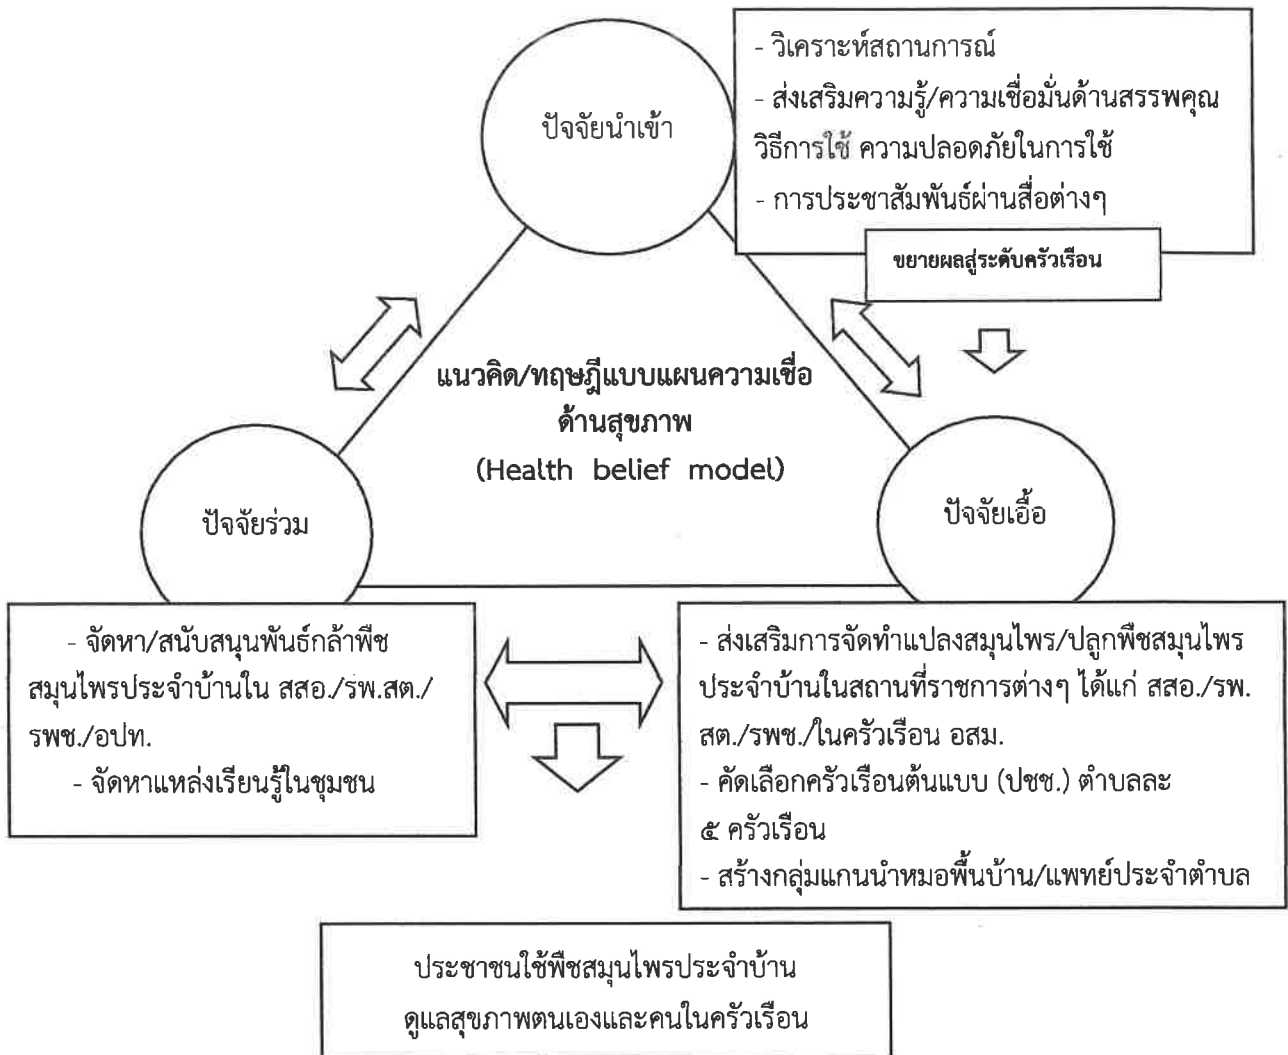 ปัจจัยนำเข้า
- วิเคราะห์สถานการณ์
- ส่งเสริมความรู้/ความเชื่อมั่นด้านสรรพคุณ
วิธีการใช้ ความปลอดภัยในการใช้
- การประชาสัมพันธ์ผ่านสื่อต่างๆ
ขยายผลสู่ระดับครัวเรือน
แนวคิด/ทฤษฎีแบบแผนความเชื่อ
ด้านสุขภาพ
(Health belief model)
ปัจจัยร่วม
ปัจจัยเอื้อ
- จัดหา/สนับสนุนพันธ์กล้าพืช
สมุนไพรประจำบ้านใน สสอ./รพ.สต./
รพช./อปท.
- จัดหาแหล่งเรียนรู้ในชุมชน
- ส่งเสริมการจัดทำแปลงสมุนไพร/ปลูกพืชสมุนไพร
ประจำบ้านในสถานที่ราชการต่างๆ ได้แก่ สสอ./รพ.
สต./รพช./ในครัวเรือน อสม.
- คัดเลือกครัวเรือนต้นแบบ (ปชช.) ตำบลละ
๕ ครัวเรือน
- สร้างกลุ่มแกนนำหมอพื้นบ้าน/แพทย์ประจำตำบล
ประชาชนใช้พืชสมุนไพรประจำบ้าน
ดูแลสุขภาพตนเองและคนในครัวเรือน